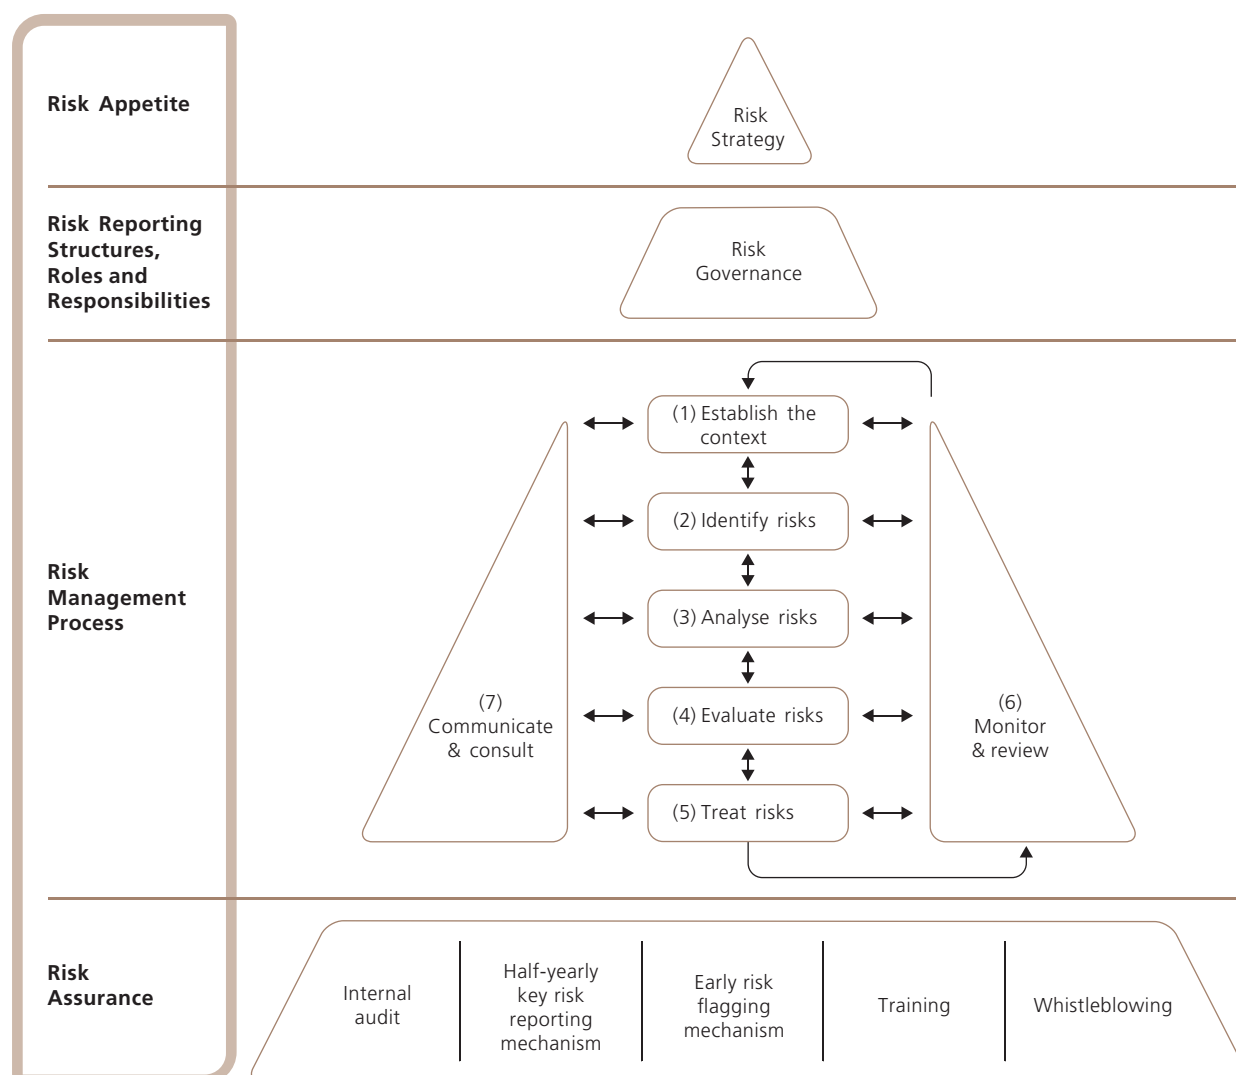 Risk Appetite
Risk
Strategy
Risk Reporting
Structures,
Roles and
Responsibilities
Risk
Governance
Risk
Management
Process
(1) Establish the
context
(2) Identify risks
(3) Analyse risks
(4) Evaluate risks
(5) Treat risks
(7)
Communicate
& consult
(6)
Monitor
& review
Risk
Assurance
Internal
audit
Half-yearly
key risk
reporting
mechanism
Early risk
flagging
mechanism
Training
Whistleblowing